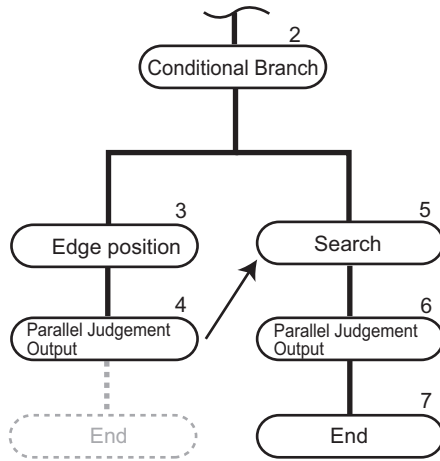 2
Conditional Branch
3
Edge position
4
Parallel Judgement
Output
End
5
Search
6
Parallel Judgement
Output
7
End